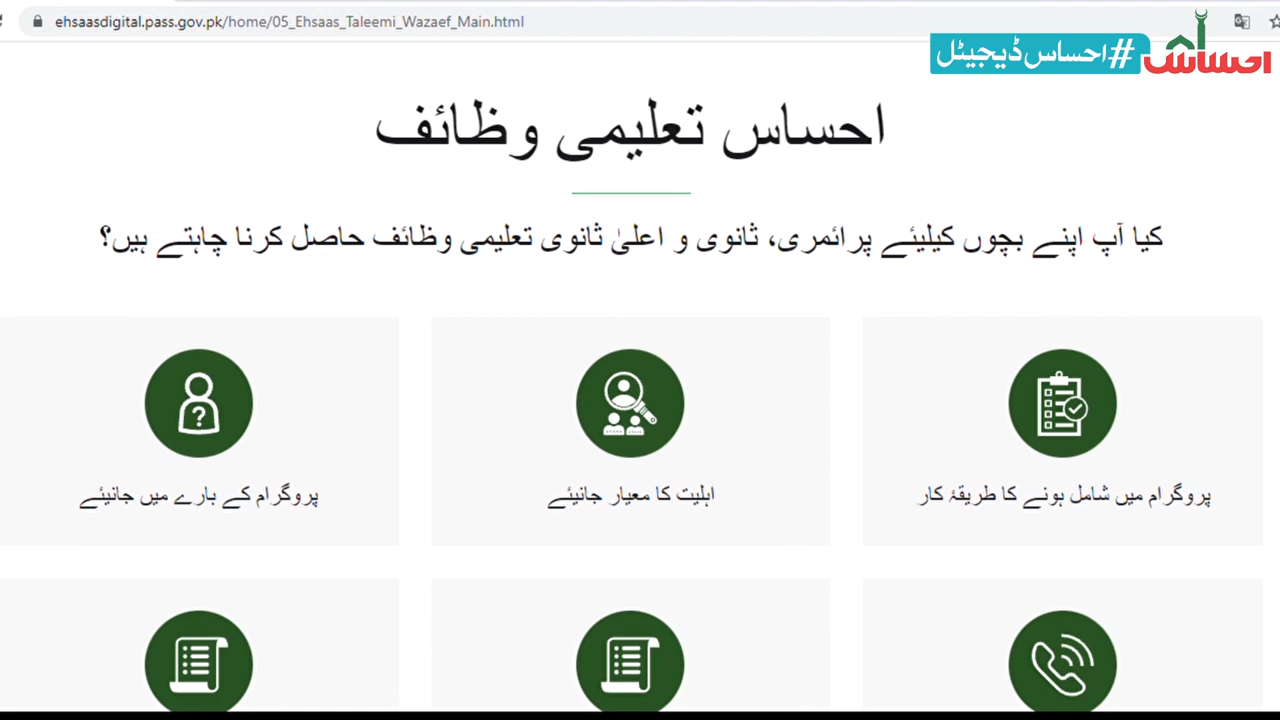 ehsaasdigital.pass.gov.pk/home/05_Ehsaas_Taleemi_Wazaef_Main.html
#احساس ڈیجیٹل
احساس
احساس تعلیمی وظائف
کیا آپ اپنے بچوں کیلیئے پرائمری، ثانوی و اعلیٰ ثانوی تعلیمی وظائف حاصل کرنا چاہتے ہیں؟
پروگرام میں شامل ہونے کا طریقۂ کار
اہلیت کا معیار جانیئے
پروگرام کے بارے میں جانیئے